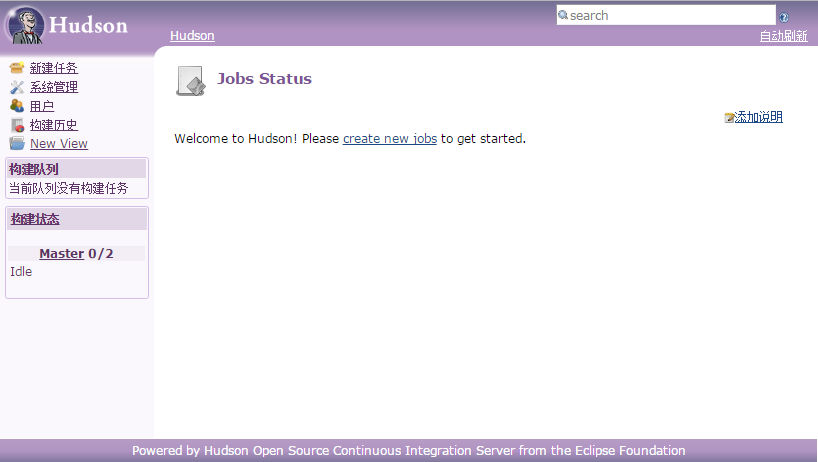 Hudson
search
Hudson
自动刷新
新建任务
系统管理
用户
构建历史
New View
构建队列
当前队列没有构建任务
构建状态
Master 0/2
Idle
Jobs Status
添加说明
Welcome to Hudson! Please create new jobs to get started.
Powered by Hudson Open Source Continuous Integration Server from the Eclipse Foundation